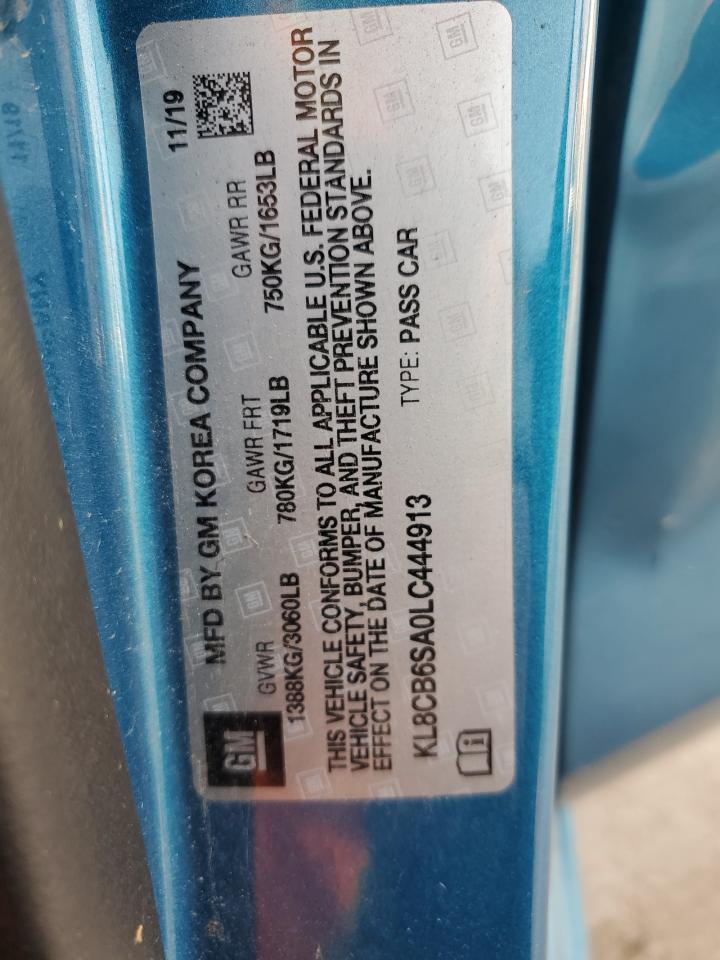 GM
MFD BY GM KOREA COMPANY
11/19
GVWR GAWR FRT GAWR RR
1388KG/3060LB 780KG/1719LB 750KG/1653LB
THIS VEHICLE CONFORMS TO ALL APPLICABLE U.S. FEDERAL MOTOR
VEHICLE SAFETY, BUMPER, AND THEFT PREVENTION STANDARDS IN
EFFECT ON THE DATE OF MANUFACTURE SHOWN ABOVE.
KL8CB6SA0LC444913 TYPE: PASS CAR